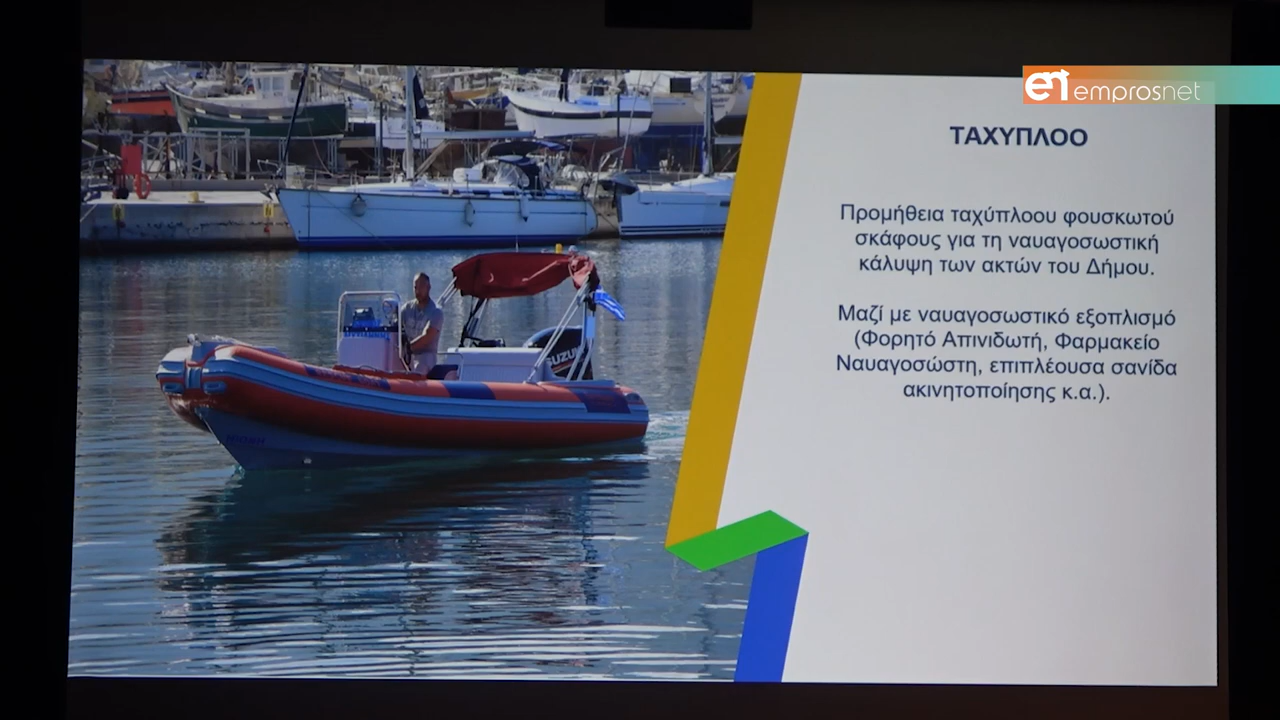 emprosnet
ΤΑΧΥΠΛΟΟ
Προμήθεια ταχύπλοου φουσκωτού
σκάφους για τη ναυαγοσωστική
κάλυψη των ακτών του Δήμου.
Μαζί με ναυαγοσωστικό εξοπλισμό
(Φορητό Απινιδωτή, Φαρμακείο
Ναυαγοσώστη, επιπλέουσα σανίδα
ακινητοποίησης κ.α.).
SUZUKI